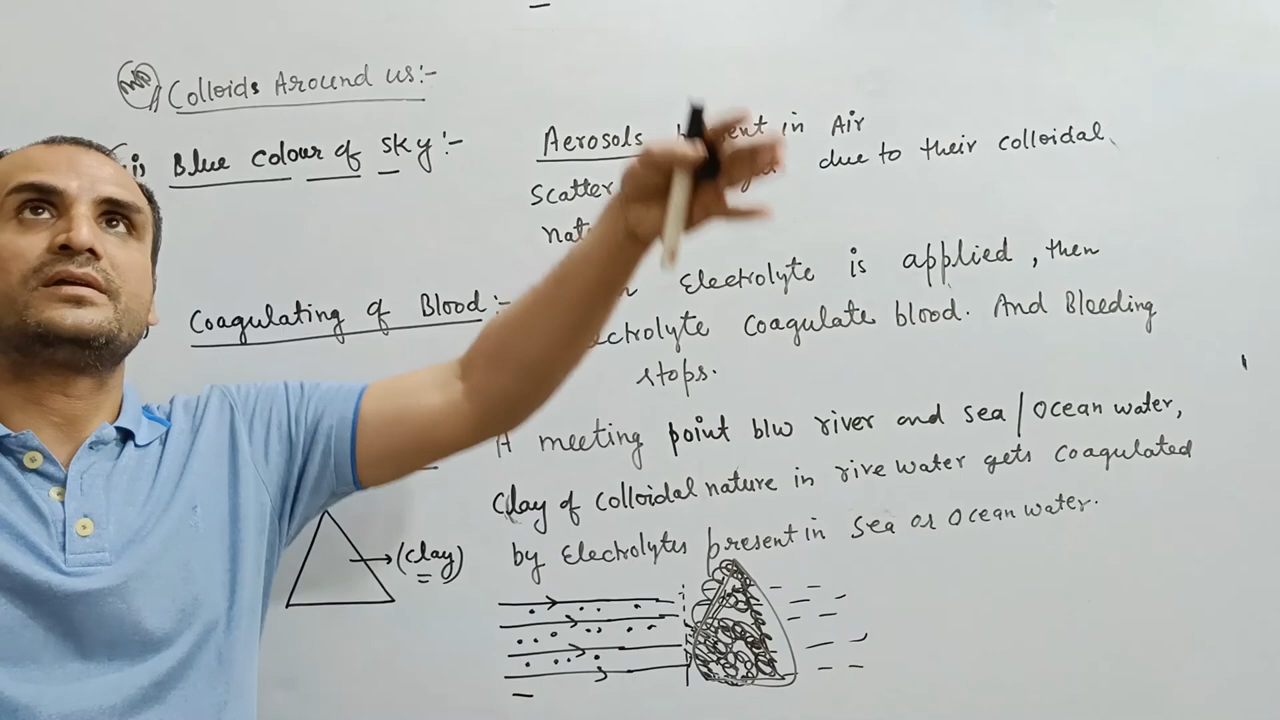 Colloids Around us:-
Blue colour of sky:-
Aerosols in Air
Scatter due to their colloidal
Coagulating of Blood:-
Electrolyte is applied, then
Coagulate blood. And Bleeding
stops.
A meeting point b/w river and sea/ocean water,
Clay of colloidal nature in rive water gets coagulated
by Electrolytes present in sea or ocean water.
(clay)